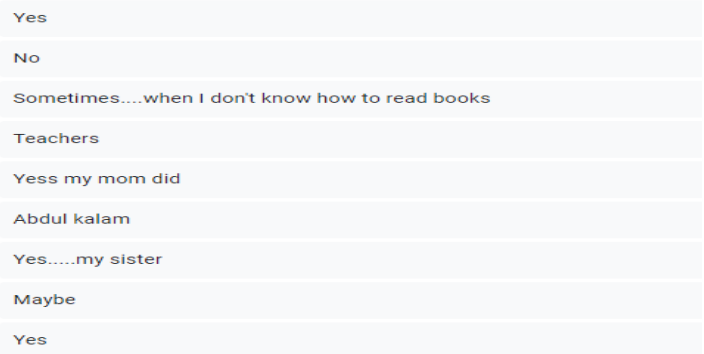 Yes
No
Sometimes....when I don't know how to read books
Teachers
Yess my mom did
Abdul kalam
Yes.....my sister
Maybe
Yes